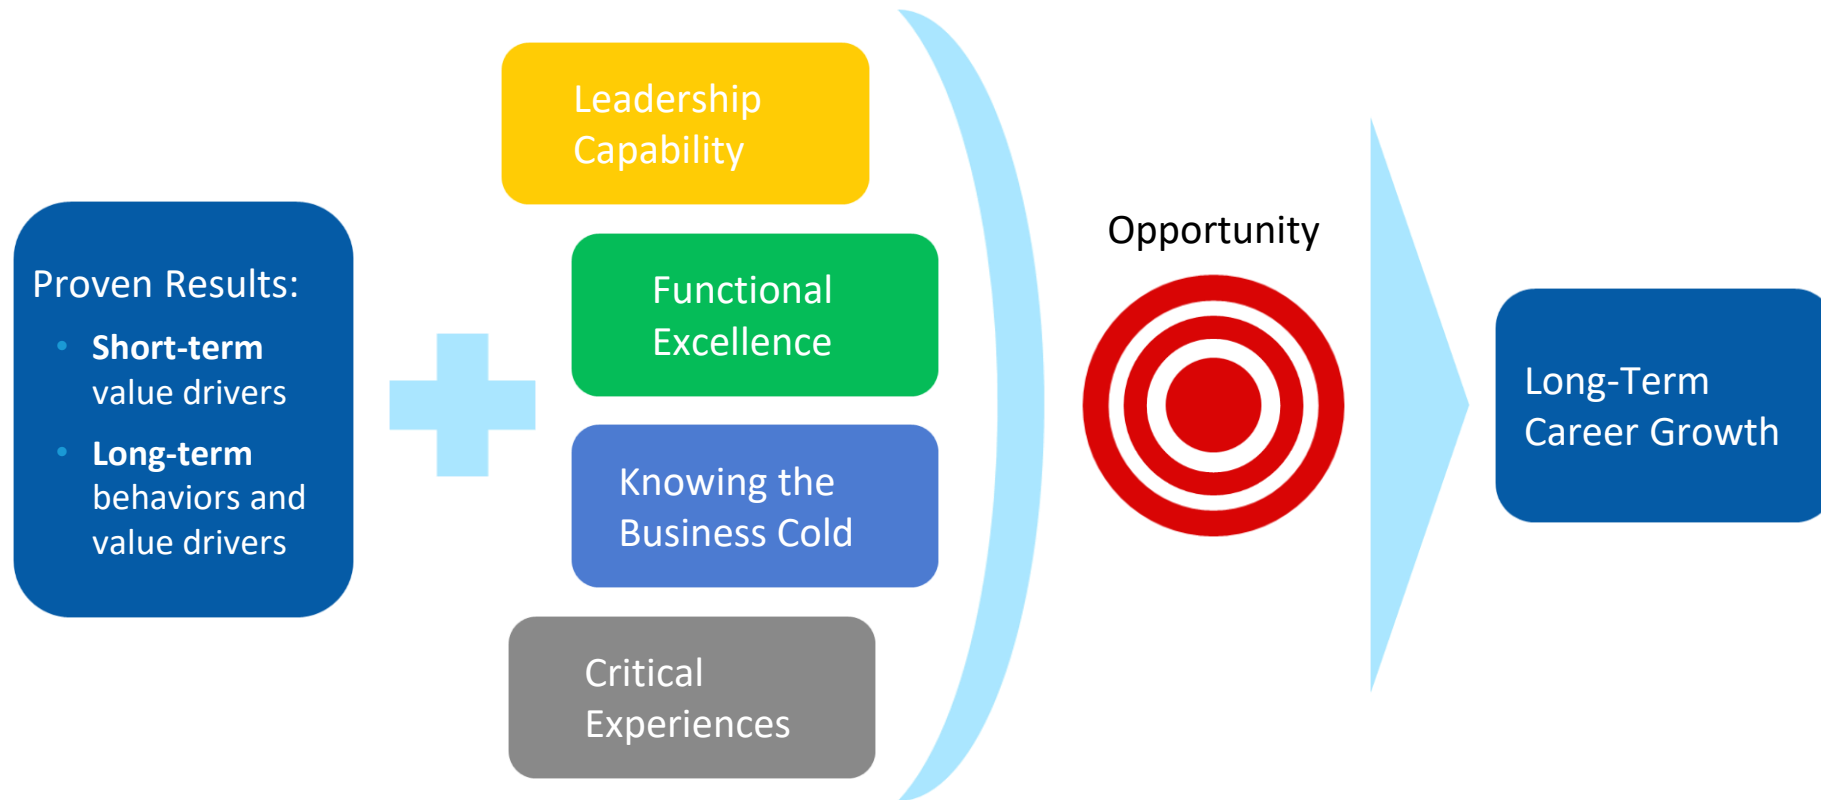 Proven Results:
• Short-term
value drivers
• Long-term
behaviors and
value drivers
Leadership
Capability
Functional
Excellence
Knowing the
Business Cold
Critical
Experiences
Opportunity
Long-Term
Career Growth